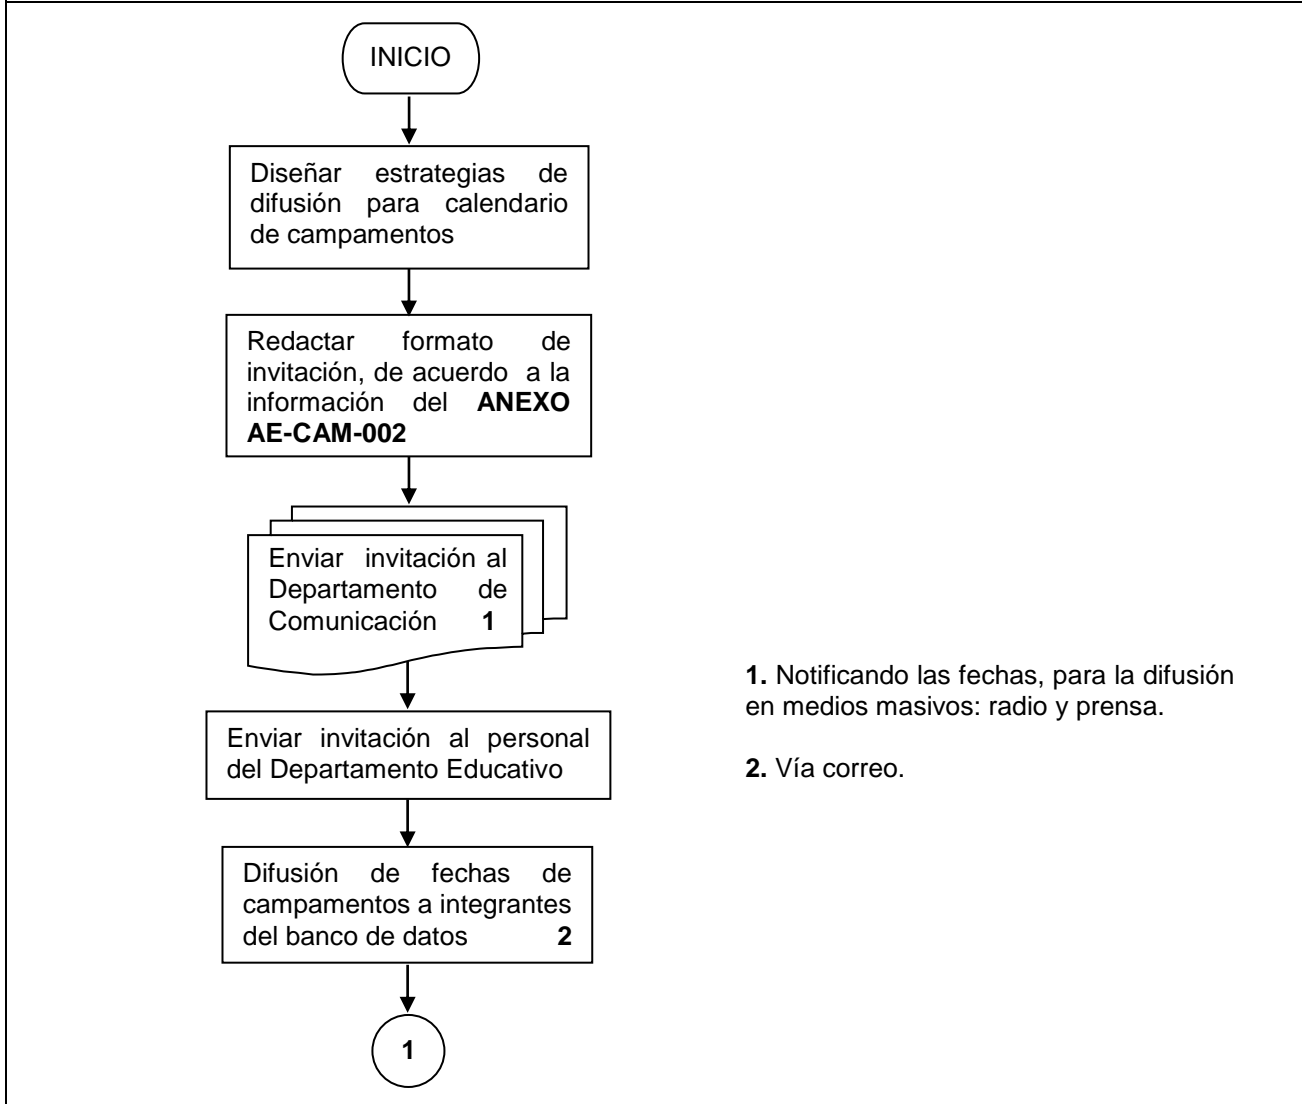 INICIO
Diseñar estrategias de
difusión para calendario
de campamentos
Redactar formato de
invitación, de acuerdo a la
información del ANEXO
AE-CAM-002
Enviar invitación al
Departamento de
Comunicación 1
Enviar invitación al personal
del Departamento Educativo
Difusión de fechas de
campamentos a integrantes
del banco de datos 2
1
1. Notificando las fechas, para la difusión
en medios masivos: radio y prensa.
2. Vía correo.